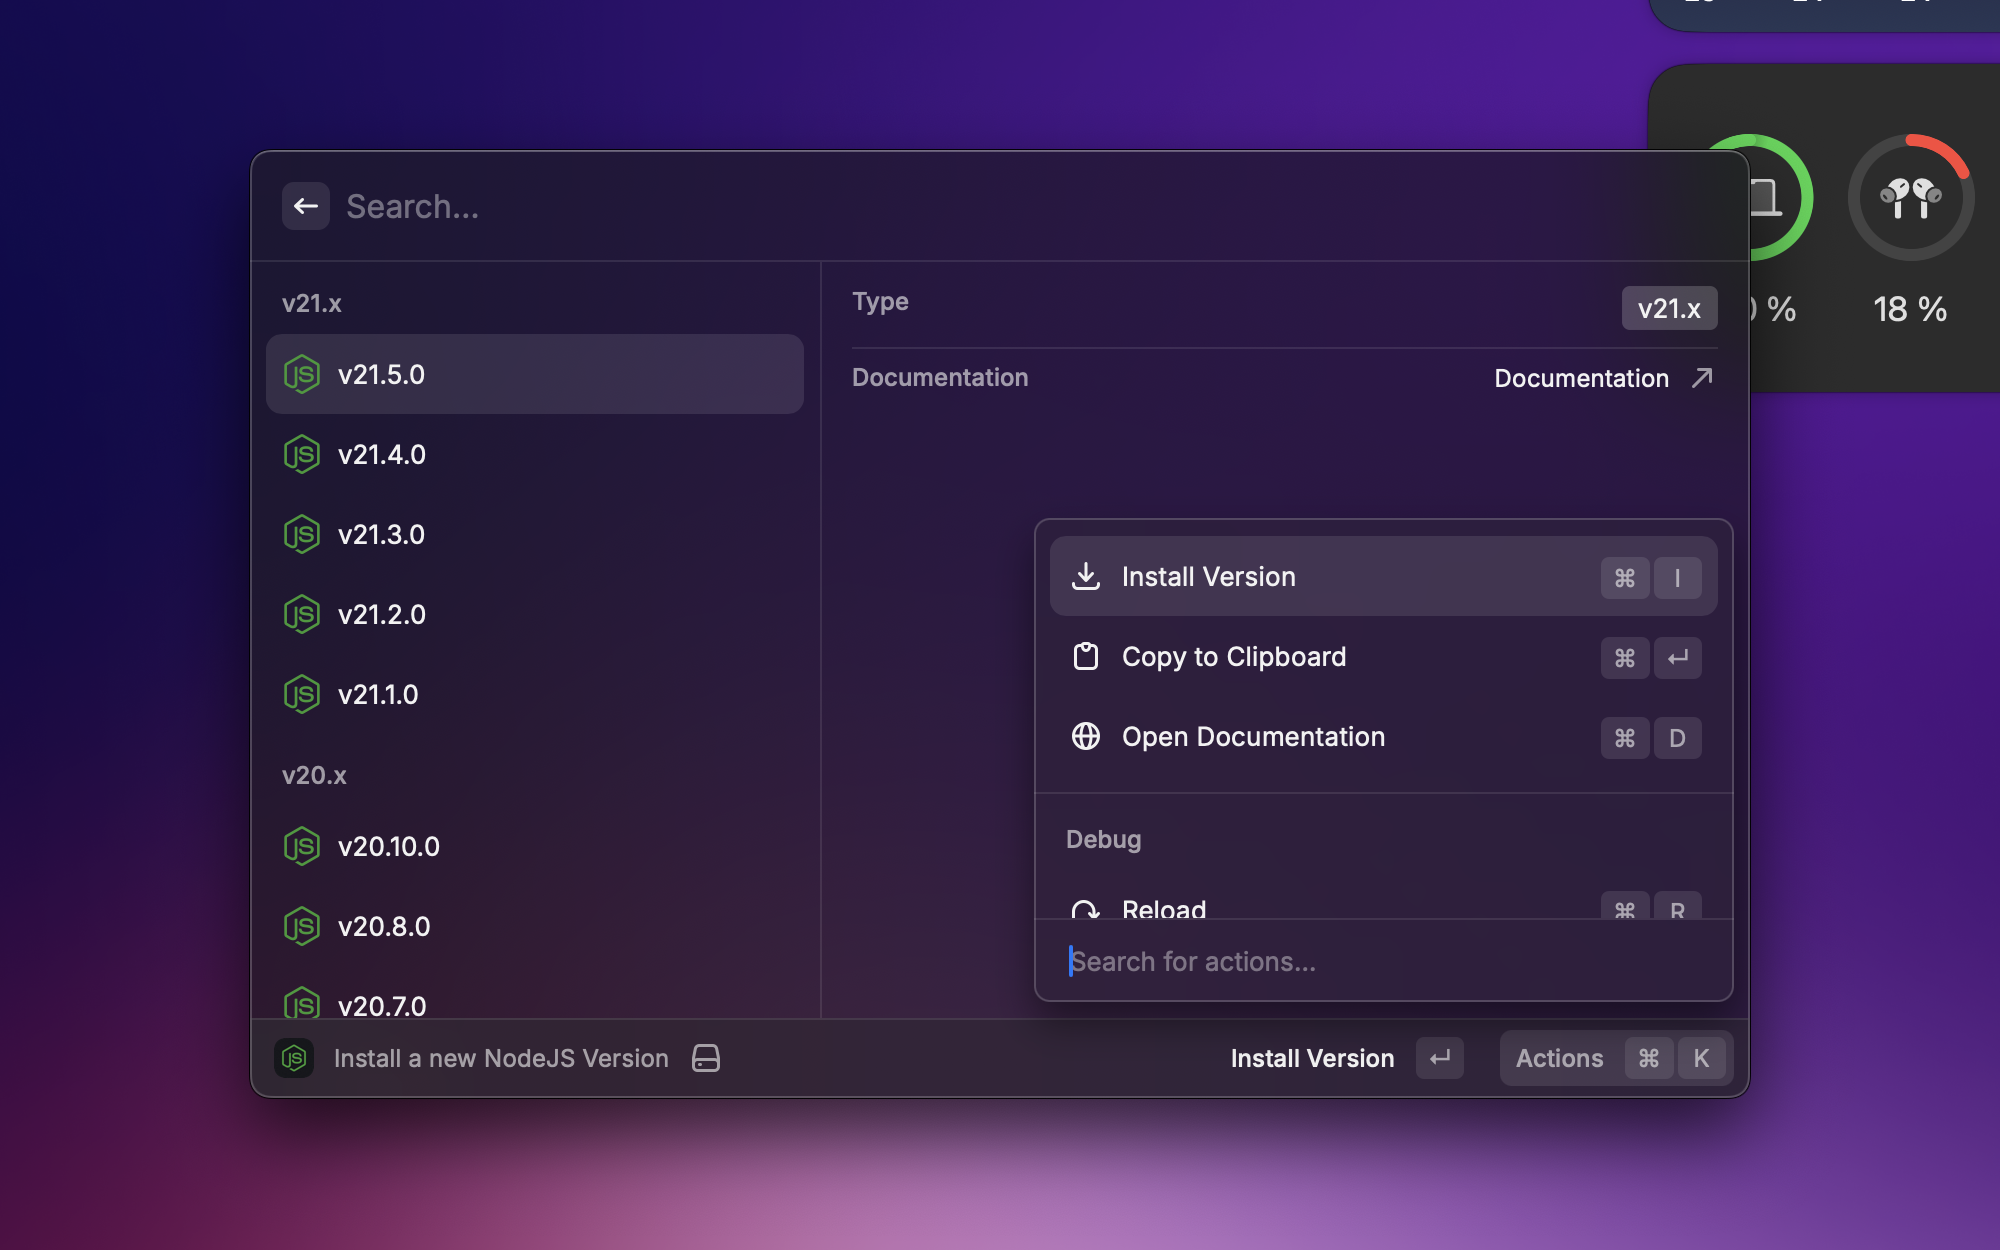 Search...
v21.x
v21.5.0
v21.4.0
v21.3.0
v21.2.0
v21.1.0
v20.x
v20.10.0
v20.8.0
v20.7.0
Type
v21.x
Documentation
Documentation
Install Version ⌘ I
Copy to Clipboard ⌘ ↵
Open Documentation ⌘ D
Debug
Reload ⌘ R
Search for actions...
Install a new NodeJS Version
Install Version ↵
Actions ⌘ K
%
18 %